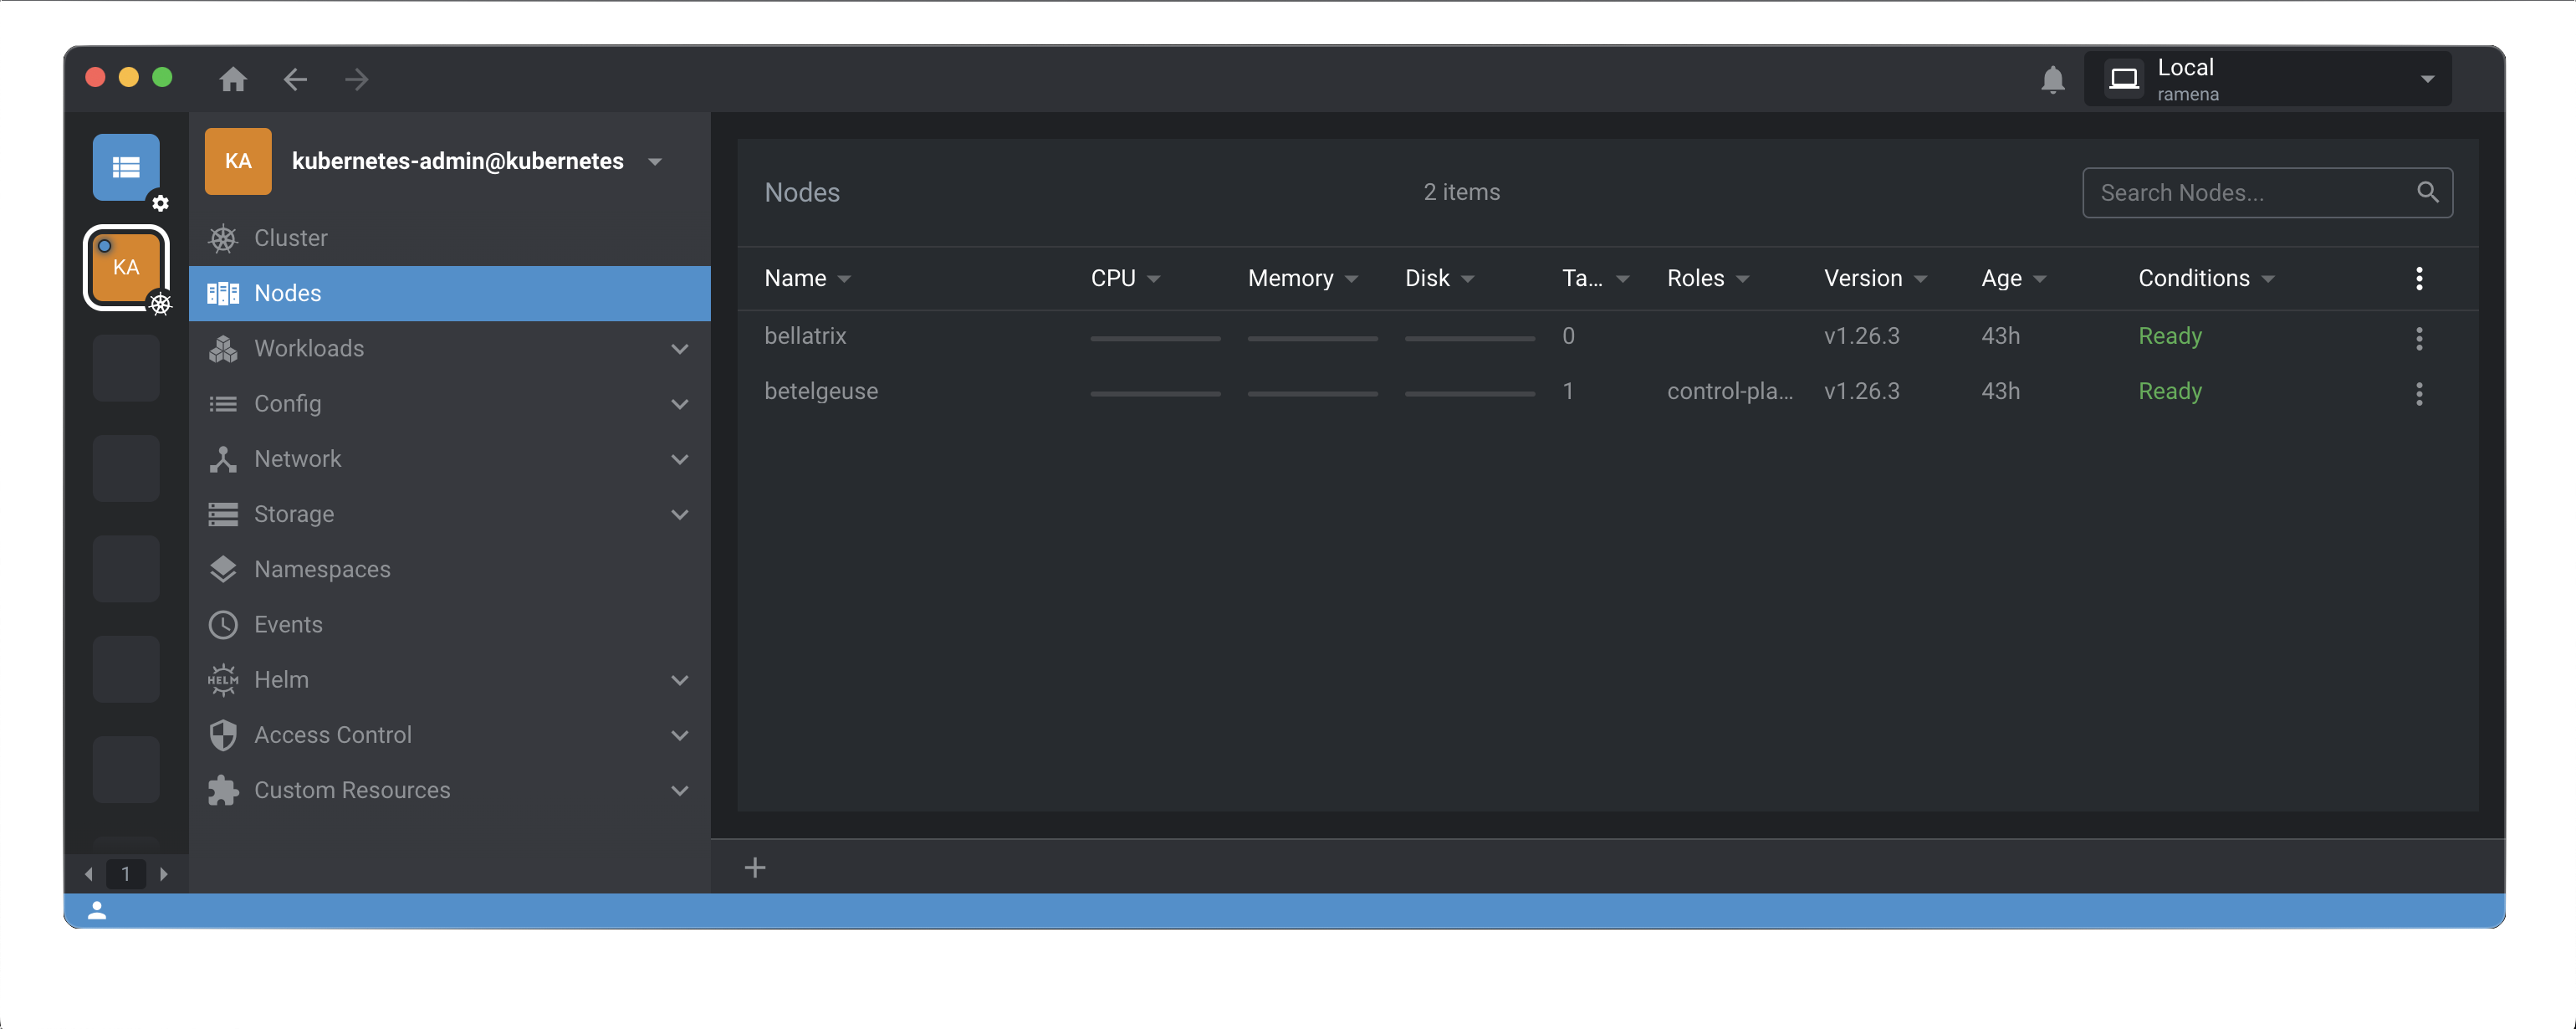 Local
ramena
KA
kubernetes-admin@kubernetes
KA
Cluster
Nodes
Workloads
Config
Network
Storage
Namespaces
Events
HELM
Helm
Access Control
Custom Resources
1
Nodes
2 items
Search Nodes...
Name CPU Memory Disk Ta... Roles Version Age Conditions
bellatrix 0 v1.26.3 43h Ready
betelgeuse 1 control-pla... v1.26.3 43h Ready